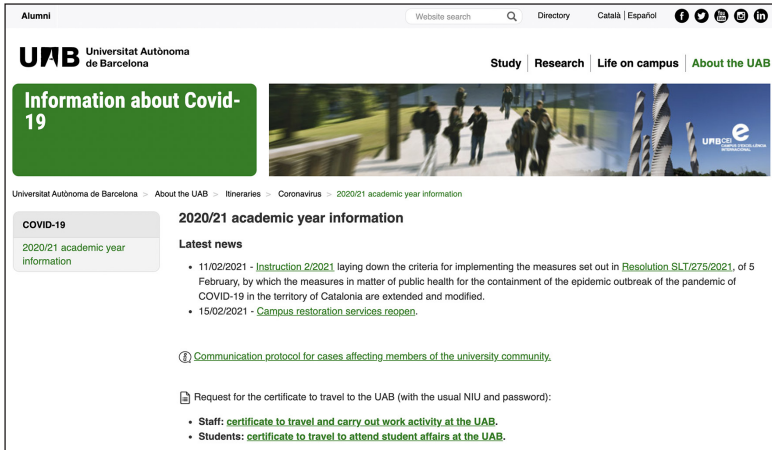 Alumni
Website search
Directory
Català | Español
UAB Universitat Autònoma
de Barcelona
Study | Research | Life on campus | About the UAB
Information about Covid-
19
UAB CEI
CAMPUS D'EXCEL·LÈNCIA
INTERNACIONAL
Universitat Autònoma de Barcelona > About the UAB > Itineraries > Coronavirus > 2020/21 academic year information
COVID-19
2020/21 academic year
information
2020/21 academic year information
Latest news
• 11/02/2021 - Instruction 2/2021 laying down the criteria for implementing the measures set out in Resolution SLT/275/2021, of 5
February, by which the measures in matter of public health for the containment of the epidemic outbreak of the pandemic of
COVID-19 in the territory of Catalonia are extended and modified.
• 15/02/2021 - Campus restoration services reopen.
Communication protocol for cases affecting members of the university community.
Request for the certificate to travel to the UAB (with the usual NIU and password):
• Staff: certificate to travel and carry out work activity at the UAB.
• Students: certificate to travel to attend student affairs at the UAB.